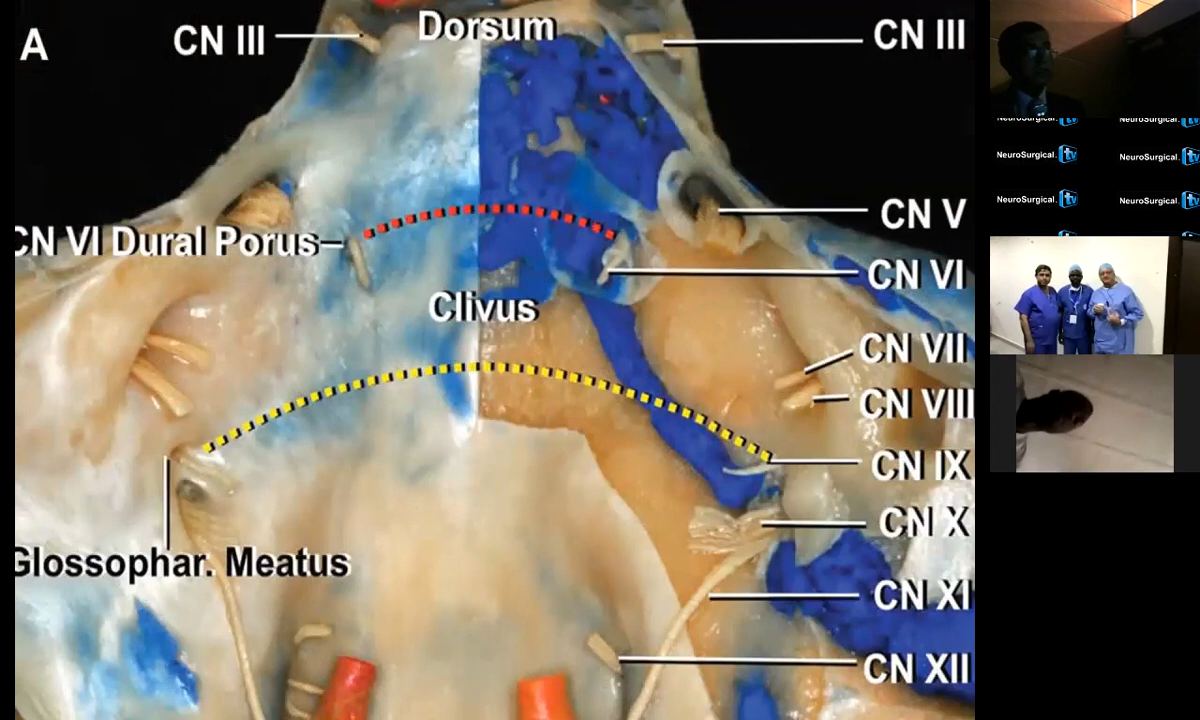 A
CN III
Dorsum
CN III
CN V
CN VI Dural Porus
CN VI
Clivus
CN VII
CN VIII
CN IX
CN X
Glossophar. Meatus
CN XI
CN XII
NeuroSurgical.tv
NeuroSurgical.tv
NeuroSurgical.tv
NeuroSurgical.tv
NeuroSurgical.tv
NeuroSurgical.tv